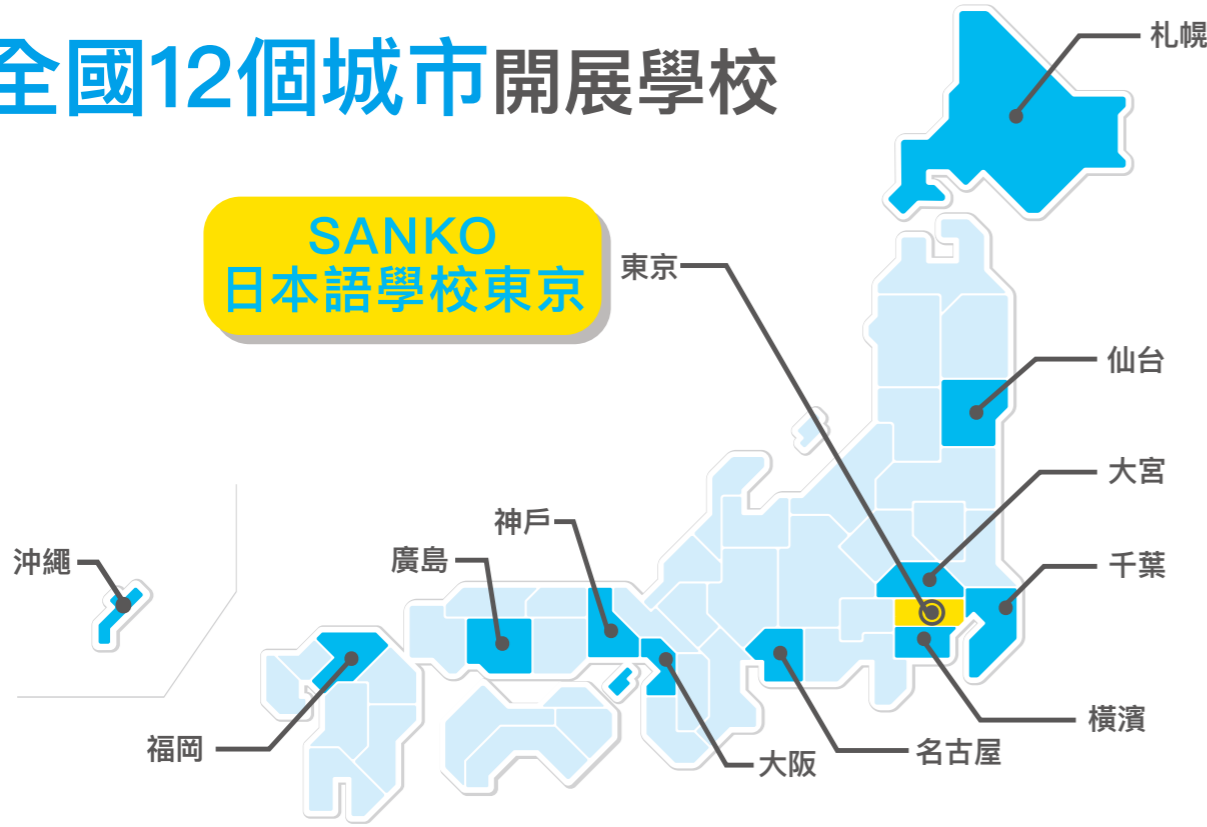 全國12個城市開展學校
SANKO
日本語學校東京
札幌
東京
仙台
大宮
神戶
廣島
沖繩
千葉
橫濱
福岡
大阪
名古屋